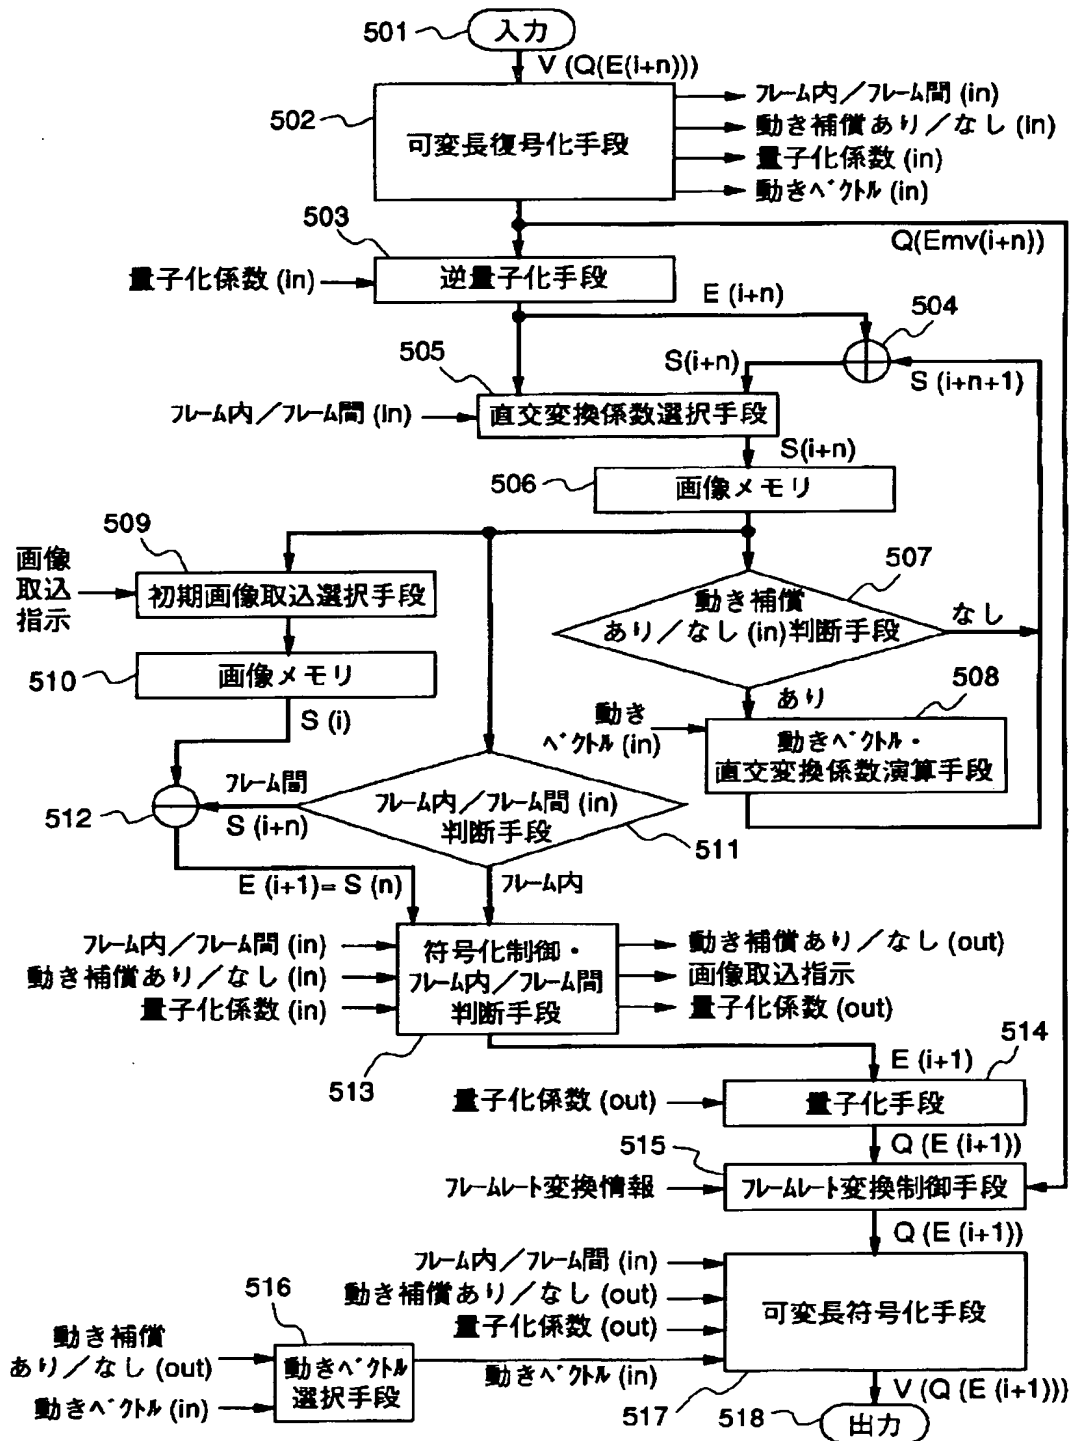 501
入力
V (Q(E(i+n)))
502
可変長復号化手段
ﾌﾚｰﾑ内／ﾌﾚｰﾑ間 (in)
動き補償あり／なし (in)
量子化係数 (in)
動きﾍﾞｸﾄﾙ (in)
503
Q(Emv(i+n))
量子化係数 (in)
逆量子化手段
E (i+n)
504
505
S(i+n)
S (i+n+1)
ﾌﾚｰﾑ内／ﾌﾚｰﾑ間 (in)
直交変換係数選択手段
S(i+n)
506
画像メモリ
509
507
画像
取込
指示
初期画像取込選択手段
動き補償
あり／なし (in) 判断手段
なし
510
画像メモリ
508
あり
S (i)
動き
ﾍﾞｸﾄﾙ (in)
動きﾍﾞｸﾄﾙ・
直交変換係数演算手段
ﾌﾚｰﾑ間
512
S (i+n)
ﾌﾚｰﾑ内／ﾌﾚｰﾑ間 (in)
判断手段
511
E (i+1)= S (n)
ﾌﾚｰﾑ内
ﾌﾚｰﾑ内／ﾌﾚｰﾑ間 (in)
動き補償あり／なし (in)
量子化係数 (in)
符号化制御・
ﾌﾚｰﾑ内／ﾌﾚｰﾑ間
判断手段
動き補償あり／なし (out)
画像取込指示
量子化係数 (out)
513
E (i+1)
514
量子化係数 (out)
量子化手段
515
Q (E (i+1))
ﾌﾚｰﾑﾚｰﾄ変換情報
ﾌﾚｰﾑﾚｰﾄ変換制御手段
Q (E (i+1))
ﾌﾚｰﾑ内／ﾌﾚｰﾑ間 (in)
動き補償あり／なし (out)
量子化係数 (out)
可変長符号化手段
516
動き補償
あり／なし (out)
動きﾍﾞｸﾄﾙ (in)
動きﾍﾞｸﾄﾙ
選択手段
動きﾍﾞｸﾄﾙ (in)
517
V (Q (E (i+1)))
518
出力